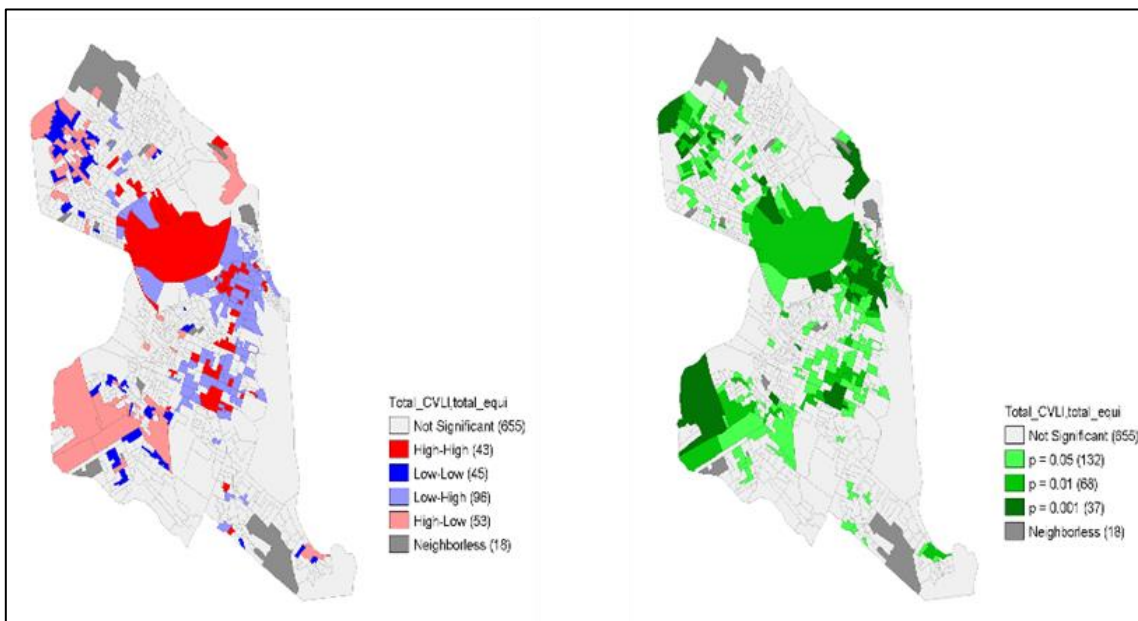 Total_CVLI,total_equi
Not Significant (655)
High-High (43)
Low-Low (45)
Low-High (96)
High-Low (53)
Neighborless (18)
Total_CVLI,total_equi
Not Significant (655)
p = 0.05 (132)
p = 0.01 (68)
p = 0.001 (37)
Neighborless (18)